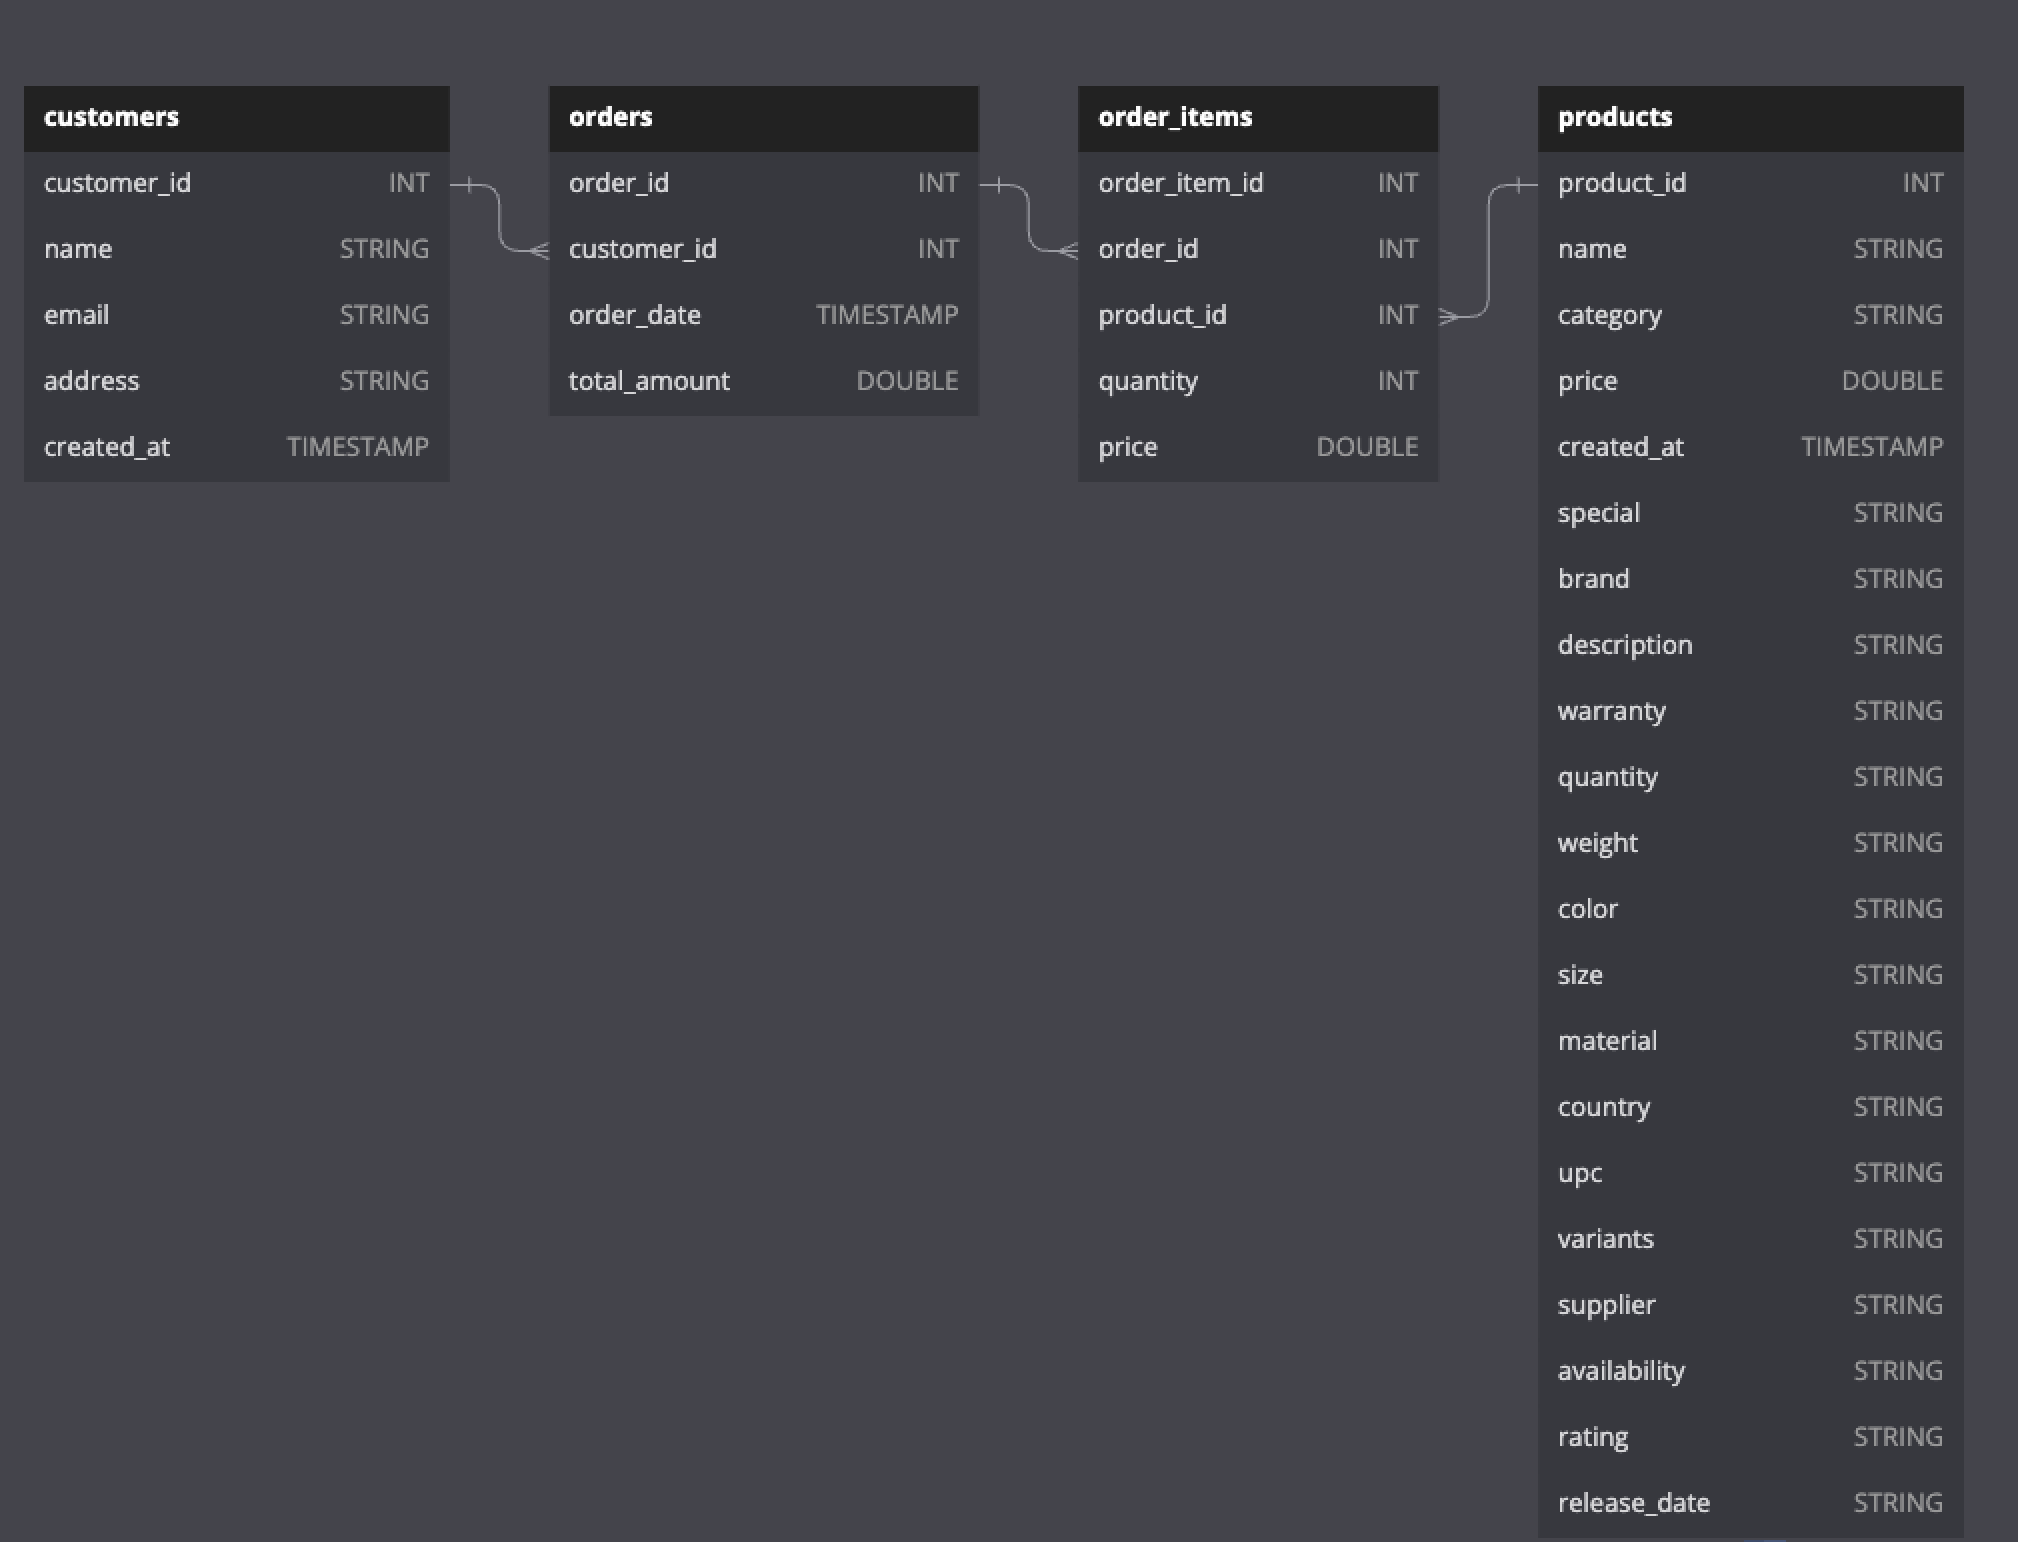 customers
customer_id INT
name STRING
email STRING
address STRING
created_at TIMESTAMP
orders
order_id INT
customer_id INT
order_date TIMESTAMP
total_amount DOUBLE
order_items
order_item_id INT
order_id INT
product_id INT
quantity INT
price DOUBLE
products
product_id INT
name STRING
category STRING
price DOUBLE
created_at TIMESTAMP
special STRING
brand STRING
description STRING
warranty STRING
quantity STRING
weight STRING
color STRING
size STRING
material STRING
country STRING
upc STRING
variants STRING
supplier STRING
availability STRING
rating STRING
release_date STRING